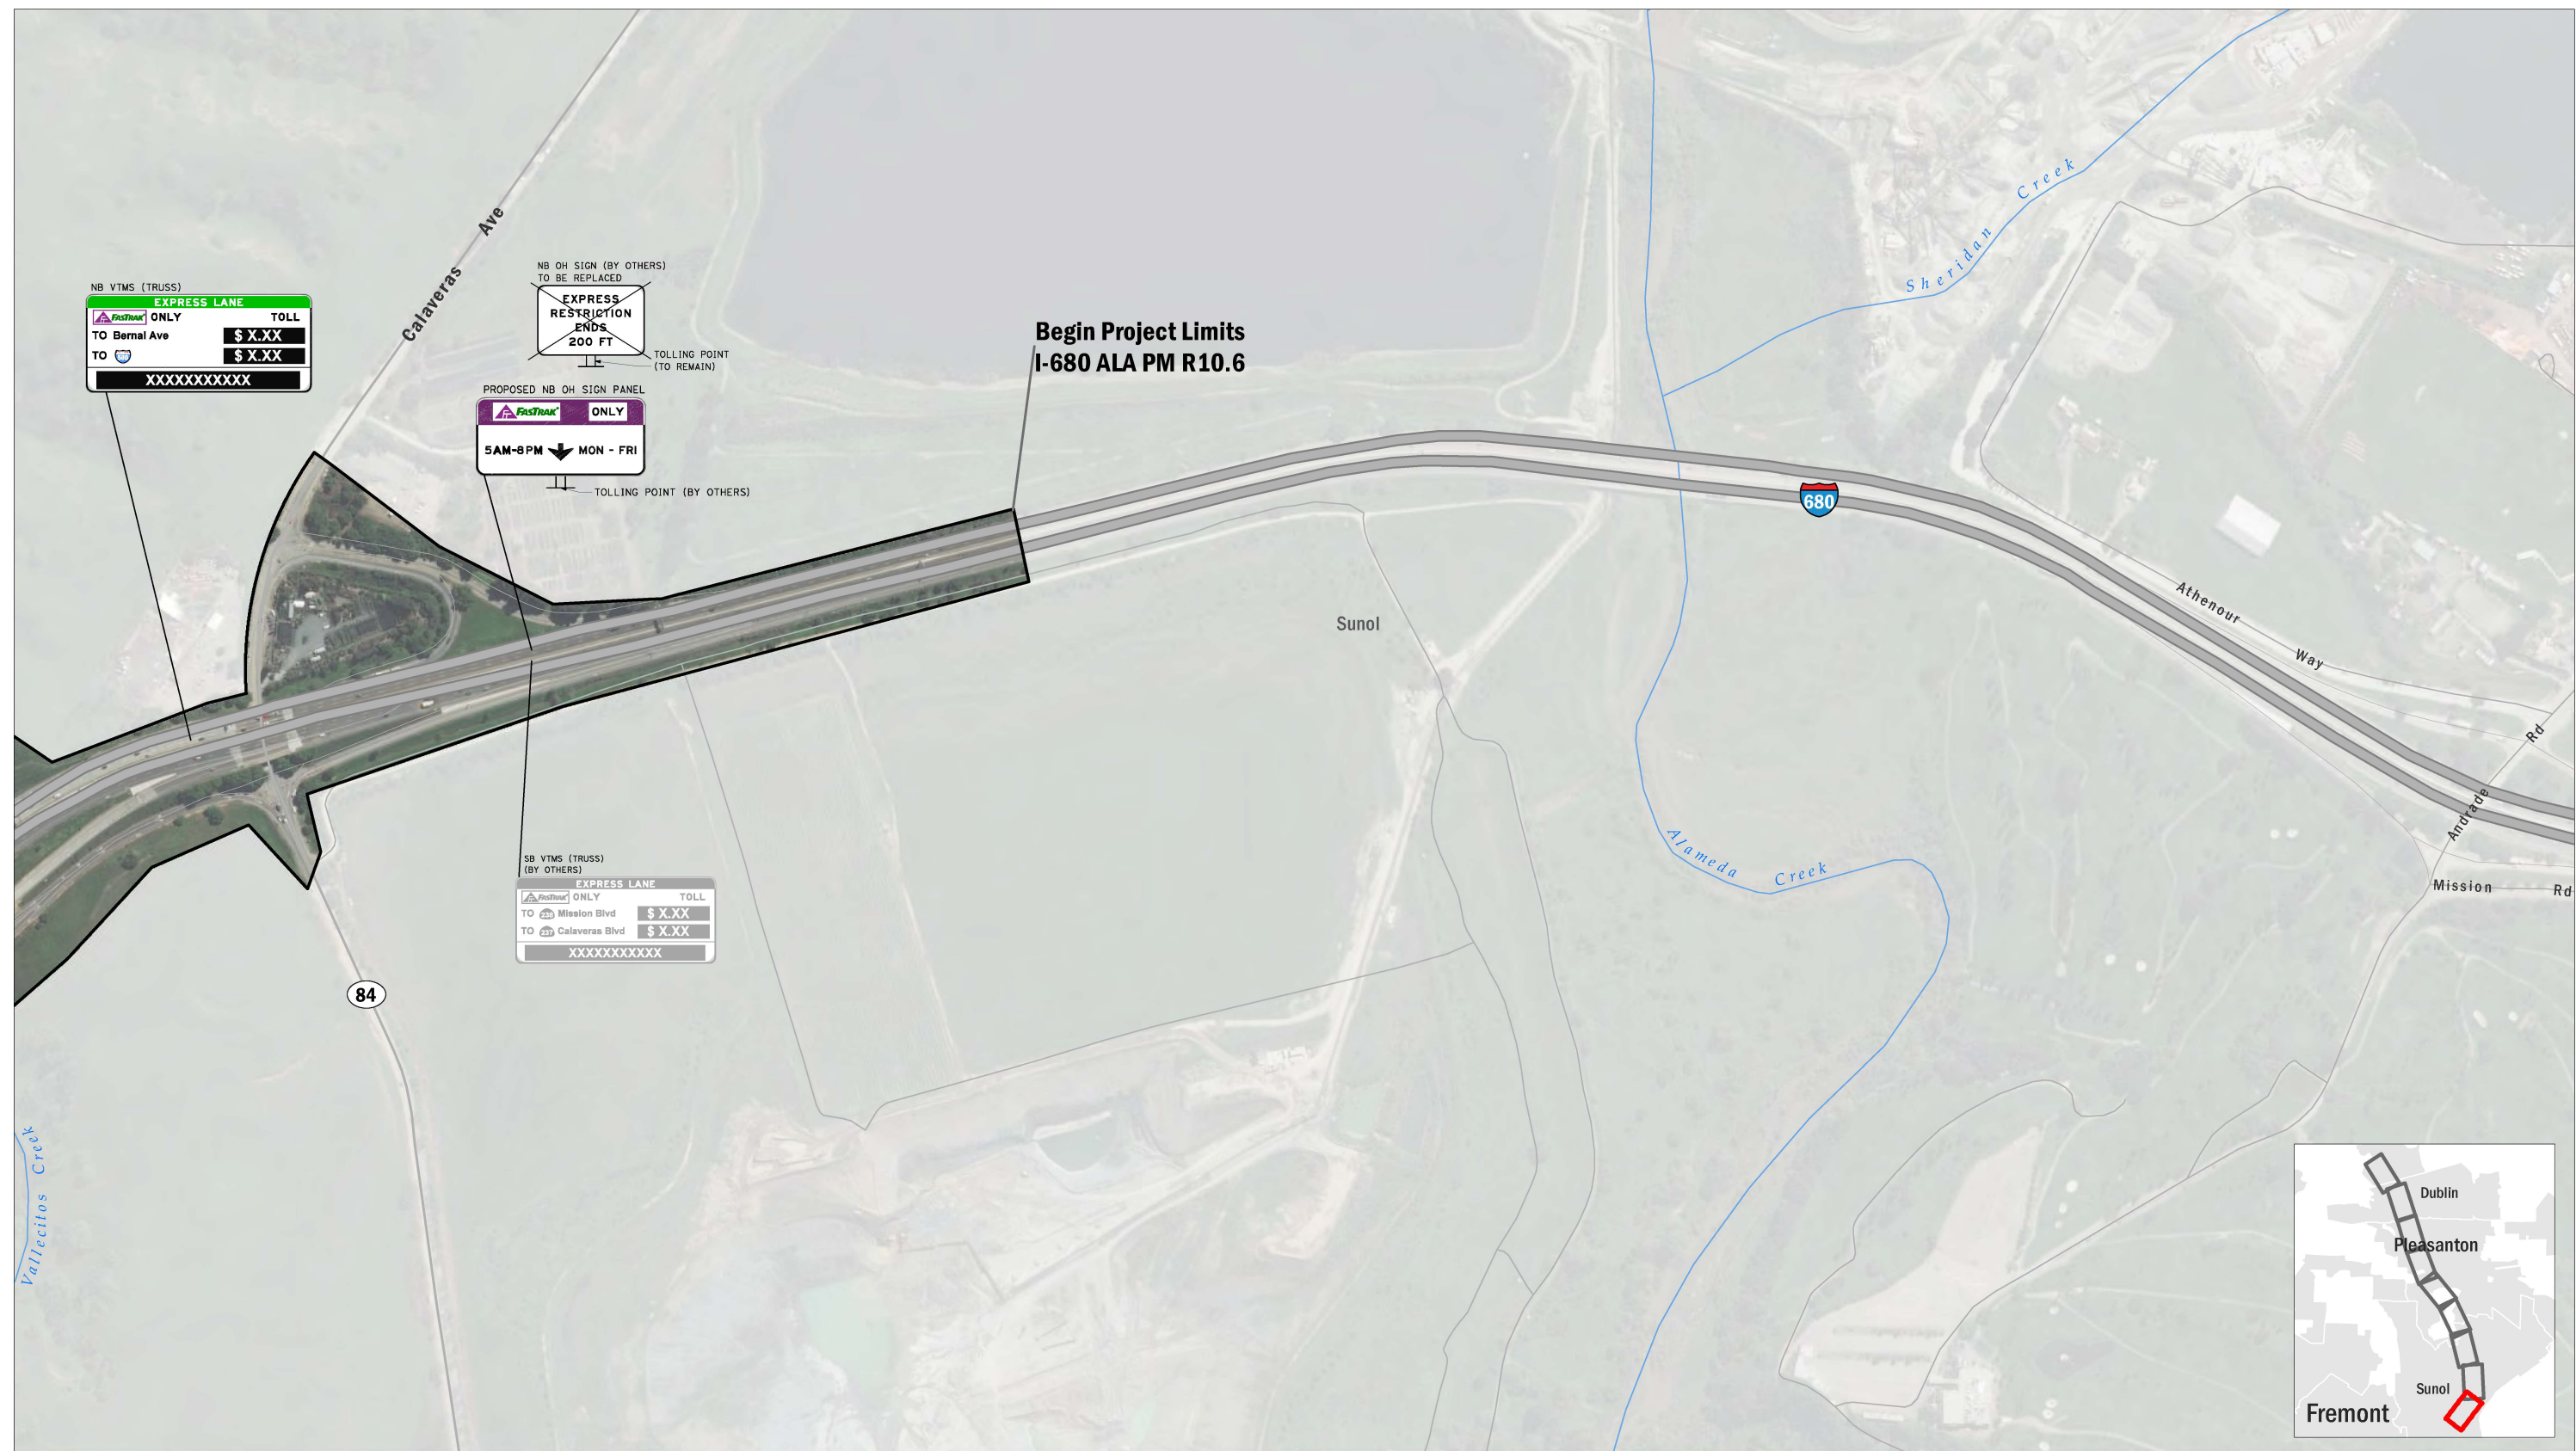 Calaveras Ave
Sheridan Creek
NB VTMS (TRUSS)
EXPRESS LANE
FASTRAK ONLY TOLL
TO Bernal Ave $ X.XX
TO $ X.XX
XXXXXXXXXXX
NB OH SIGN (BY OTHERS)
TO BE REPLACED
EXPRESS
RESTRICTION
ENDS
200 FT
TOLLING POINT
(TO REMAIN)
PROPOSED NB OH SIGN PANEL
FASTRAK ONLY
5AM-8PM MON - FRI
TOLLING POINT (BY OTHERS)
Begin Project Limits
I-680 ALA PM R10.6
680
Athenour Way
Sunol
Andrade Rd
Alameda Creek
Mission Rd
SB VTMS (TRUSS)
(BY OTHERS)
EXPRESS LANE
FASTRAK ONLY TOLL
TO 238 Mission Blvd $ X.XX
TO 237 Calaveras Blvd $ X.XX
XXXXXXXXXXX
84
Vallecitos Creek
Dublin
Pleasanton
Sunol
Fremont